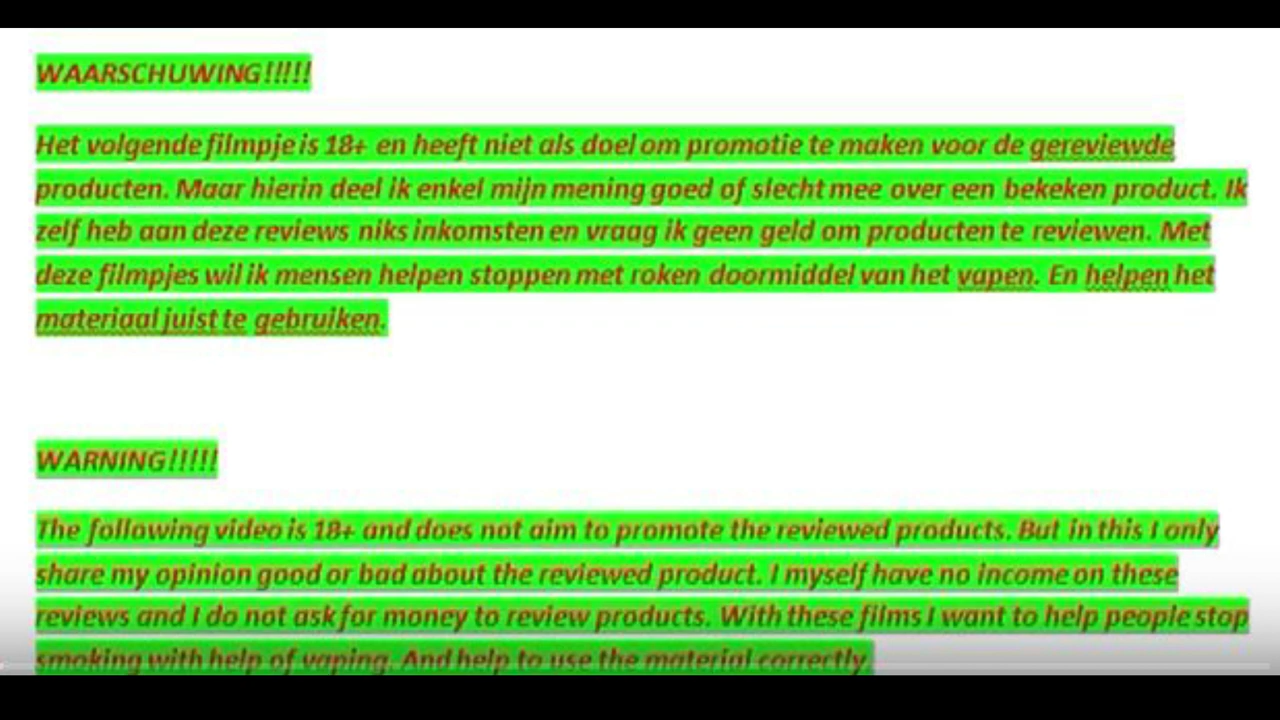 WAARSCHUWING!!!!!
Het volgende filmpje is 18+ en heeft niet als doel om promotie te maken voor de gereviewde
producten. Maar hierin deel ik enkel mijn mening goed of slecht mee over een bekeken product. Ik
zelf heb aan deze reviews niks inkomsten en vraag ik geen geld om producten te reviewen. Met
deze filmpjes wil ik mensen helpen stoppen met roken doormiddel van het vapen. En helpen het
materiaal juist te gebruiken.
WARNING!!!!!
The following video is 18+ and does not aim to promote the reviewed products. But in this I only
share my opinion good or bad about the reviewed product. I myself have no income on these
reviews and I do not ask for money to review products. With these films I want to help people stop
smoking with help of vaping. And help to use the material correctly.